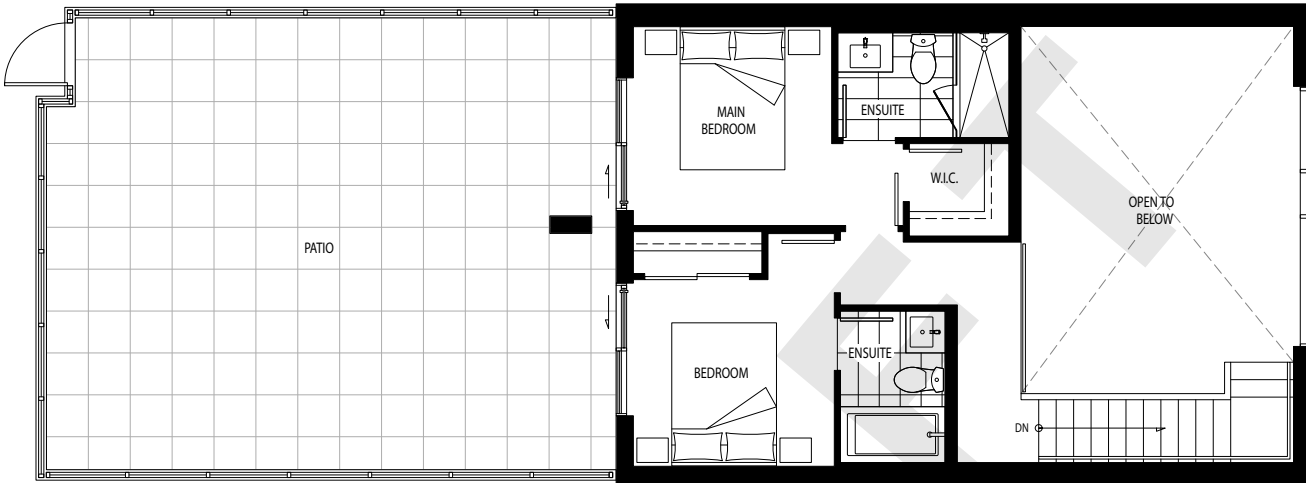 MAIN
BEDROOM
ENSUITE
W.I.C.
OPEN TO
BELOW
PATIO
BEDROOM
ENSUITE
DN